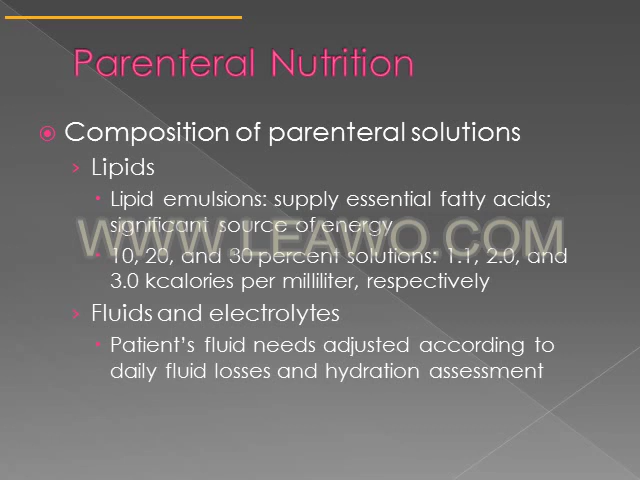 Parenteral Nutrition
Composition of parenteral solutions
Lipids
Lipid emulsions: supply essential fatty acids;
significant source of energy
WWW.LEAWO.COM
10, 20, and 30 percent solutions: 1.1, 2.0, and
3.0 kcalories per milliliter, respectively
Fluids and electrolytes
Patient’s fluid needs adjusted according to
daily fluid losses and hydration assessment